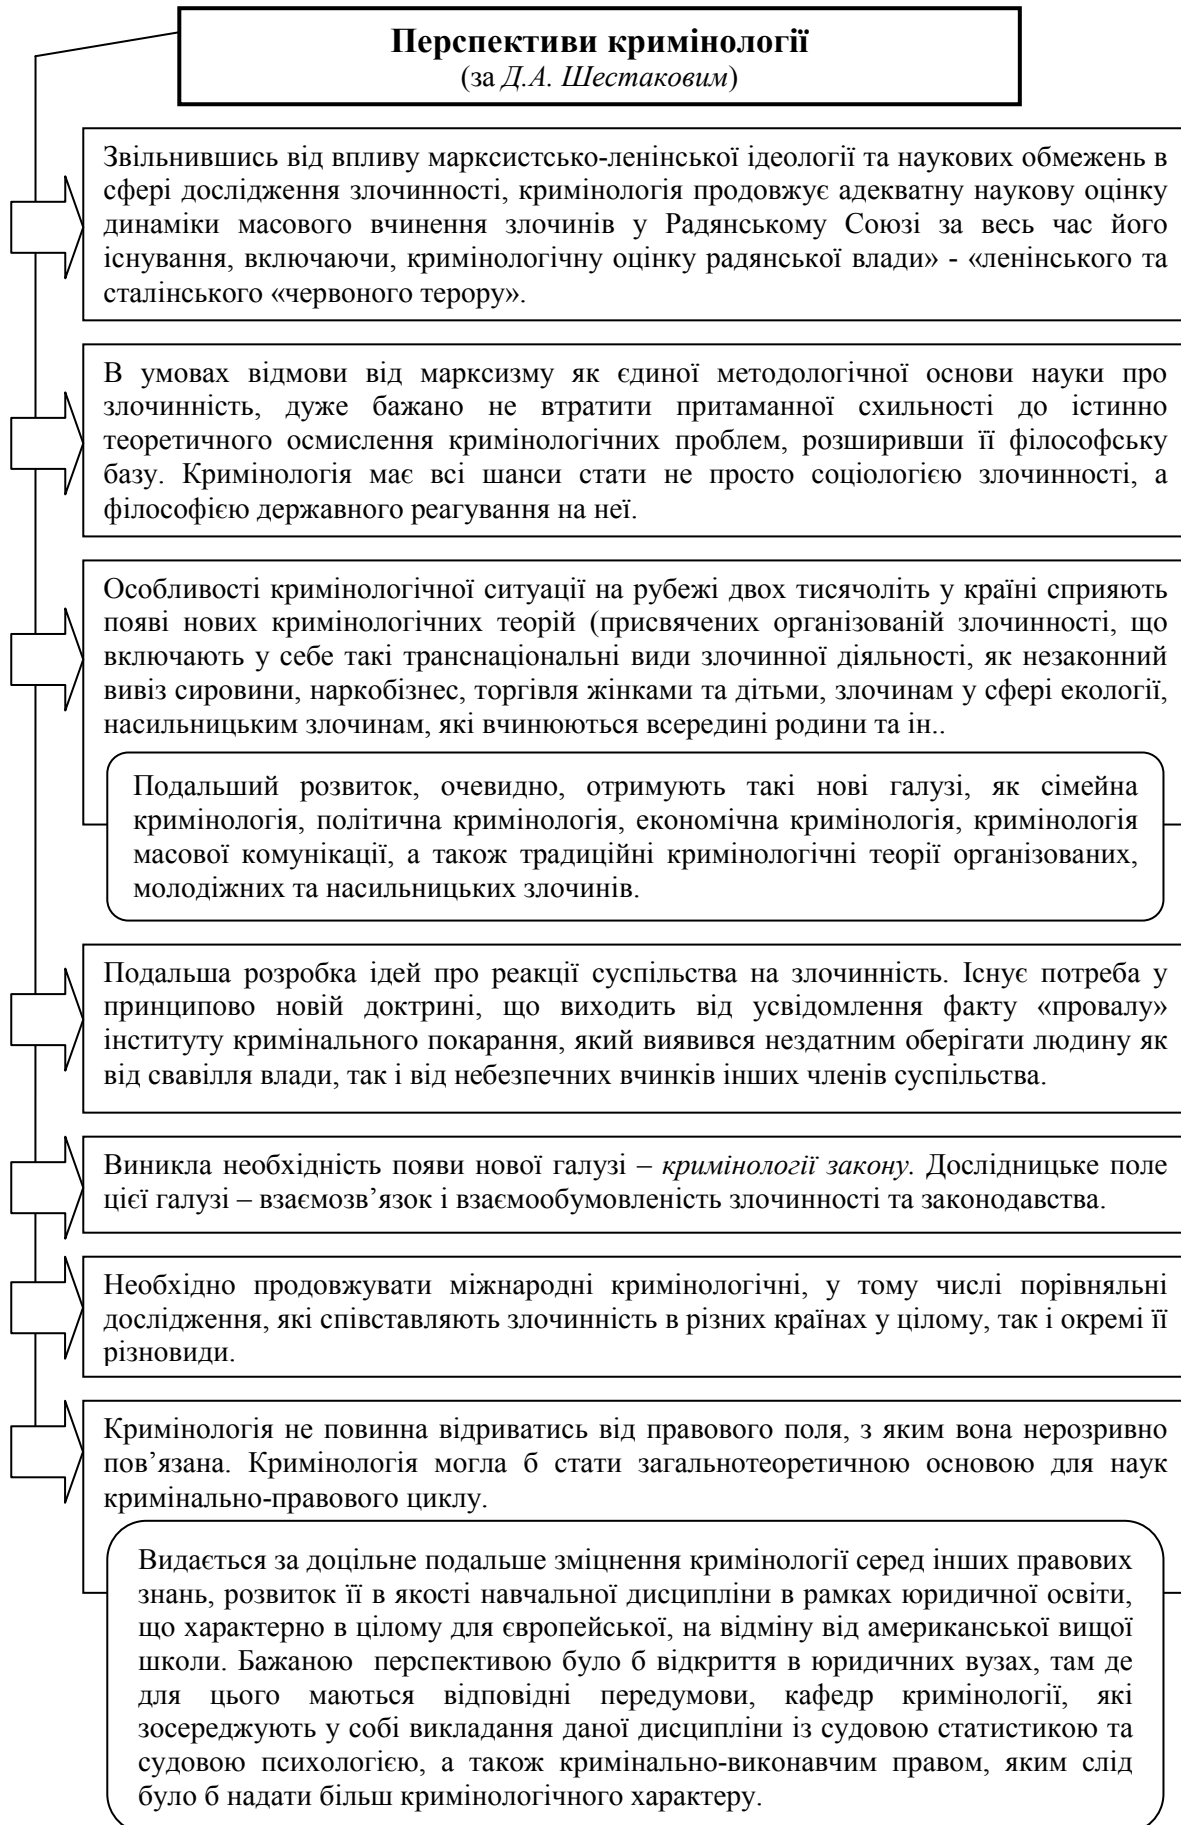 Перспективи кримінології
(за Д.А. Шестаковим)
Звільнившись від впливу марксистсько-ленінської ідеології та наукових обмежень в
сфері дослідження злочинності, кримінологія продовжує адекватну наукову оцінку
динаміки масового вчинення злочинів у Радянському Союзі за весь час його
існування, включаючи, кримінологічну оцінку радянської влади» - «ленінського та
сталінського «червоного терору».
В умовах відмови від марксизму як єдиної методологічної основи науки про
злочинність, дуже бажано не втратити притаманної схильності до істинно
теоретичного осмислення кримінологічних проблем, розширивши її філософську
базу. Кримінологія має всі шанси стати не просто соціологією злочинності, а
філософією державного реагування на неї.
Особливості кримінологічної ситуації на рубежі двох тисячоліть у країні сприяють
появі нових кримінологічних теорій (присвячених організованій злочинності, що
включають у себе такі транснаціональні види злочинної діяльності, як незаконний
вивіз сировини, наркобізнес, торгівля жінками та дітьми, злочинам у сфері екології,
насильницьким злочинам, які вчинюються всередині родини та ін..
Подальший розвиток, очевидно, отримують такі нові галузі, як сімейна
кримінологія, політична кримінологія, економічна кримінологія, кримінологія
масової комунікації, а також традиційні кримінологічні теорії організованих,
молодіжних та насильницьких злочинів.
Подальша розробка ідей про реакції суспільства на злочинність. Існує потреба у
принципово новій доктрині, що виходить від усвідомлення факту «провалу»
інституту кримінального покарання, який виявився нездатним оберігати людину як
від свавілля влади, так і від небезпечних вчинків інших членів суспільства.
Виникла необхідність появи нової галузі – кримінології закону. Дослідницьке поле
цієї галузі – взаємозв’язок і взаємообумовленість злочинності та законодавства.
Необхідно продовжувати міжнародні кримінологічні, у тому числі порівняльні
дослідження, які співставляють злочинність в різних країнах у цілому, так і окремі її
різновиди.
Кримінологія не повинна відриватись від правового поля, з яким вона нерозривно
пов’язана. Кримінологія могла б стати загальнотеоретичною основою для наук
кримінально-правового циклу.
Видається за доцільне подальше зміцнення кримінології серед інших правових
знань, розвиток її в якості навчальної дисципліни в рамках юридичної освіти,
що характерно в цілому для європейської, на відміну від американської вищої
школи. Бажаною перспективою було б відкриття в юридичних вузах, там де
для цього маються відповідні передумови, кафедр кримінології, які
зосереджують у собі викладання даної дисципліни із судовою статистикою та
судовою психологією, а також кримінально-виконавчим правом, яким слід
було б надати більш кримінологічного характеру.